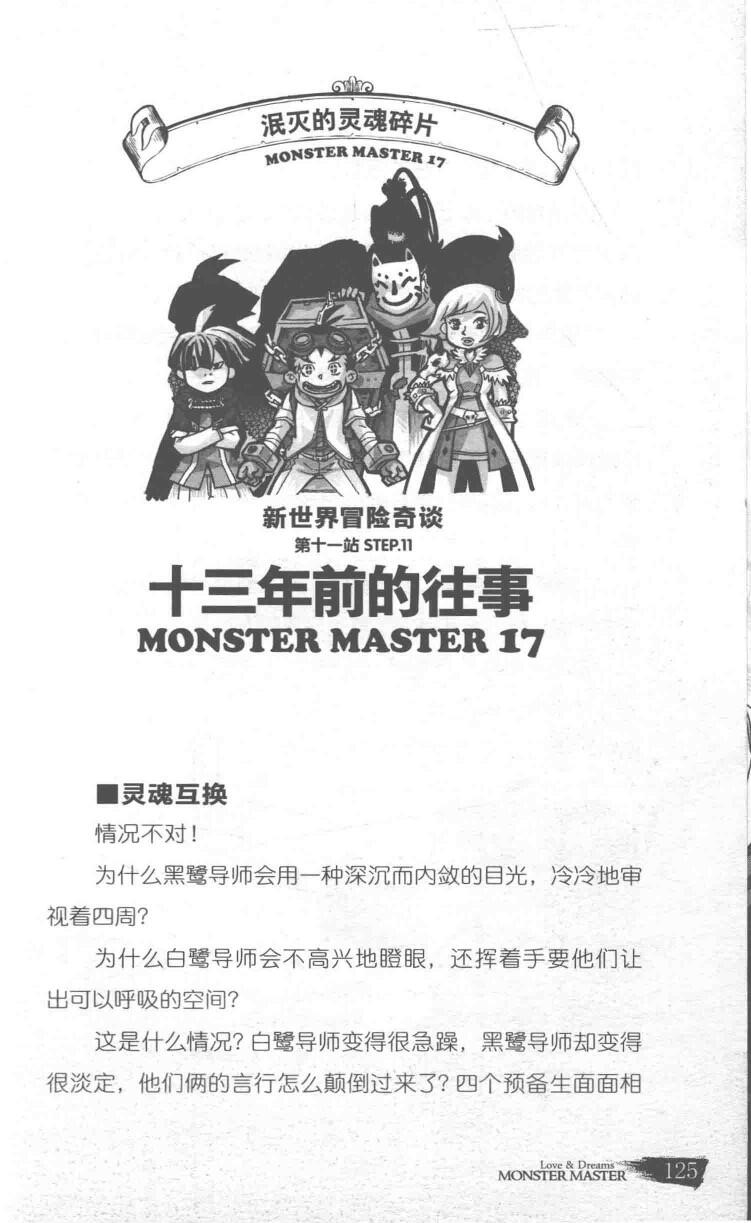 泯灭的灵魂碎片
MONSTER MASTER 17
新世界冒险奇谈
第十一站 STEP.11
十三年前的往事
MONSTER MASTER 17
■灵魂互换
情况不对！
为什么黑鹭导师会用一种深沉而内敛的目光，冷冷地审
视着四周？
为什么白鹭导师会不高兴地瞪眼，还挥着手要他们让
出可以呼吸的空间？
这是什么情况？白鹭导师变得很急躁，黑鹭导师却变得
很淡定，他们俩的言行怎么颠倒过来了？四个预备生面面相
Love & Dreams
MONSTER MASTER 125